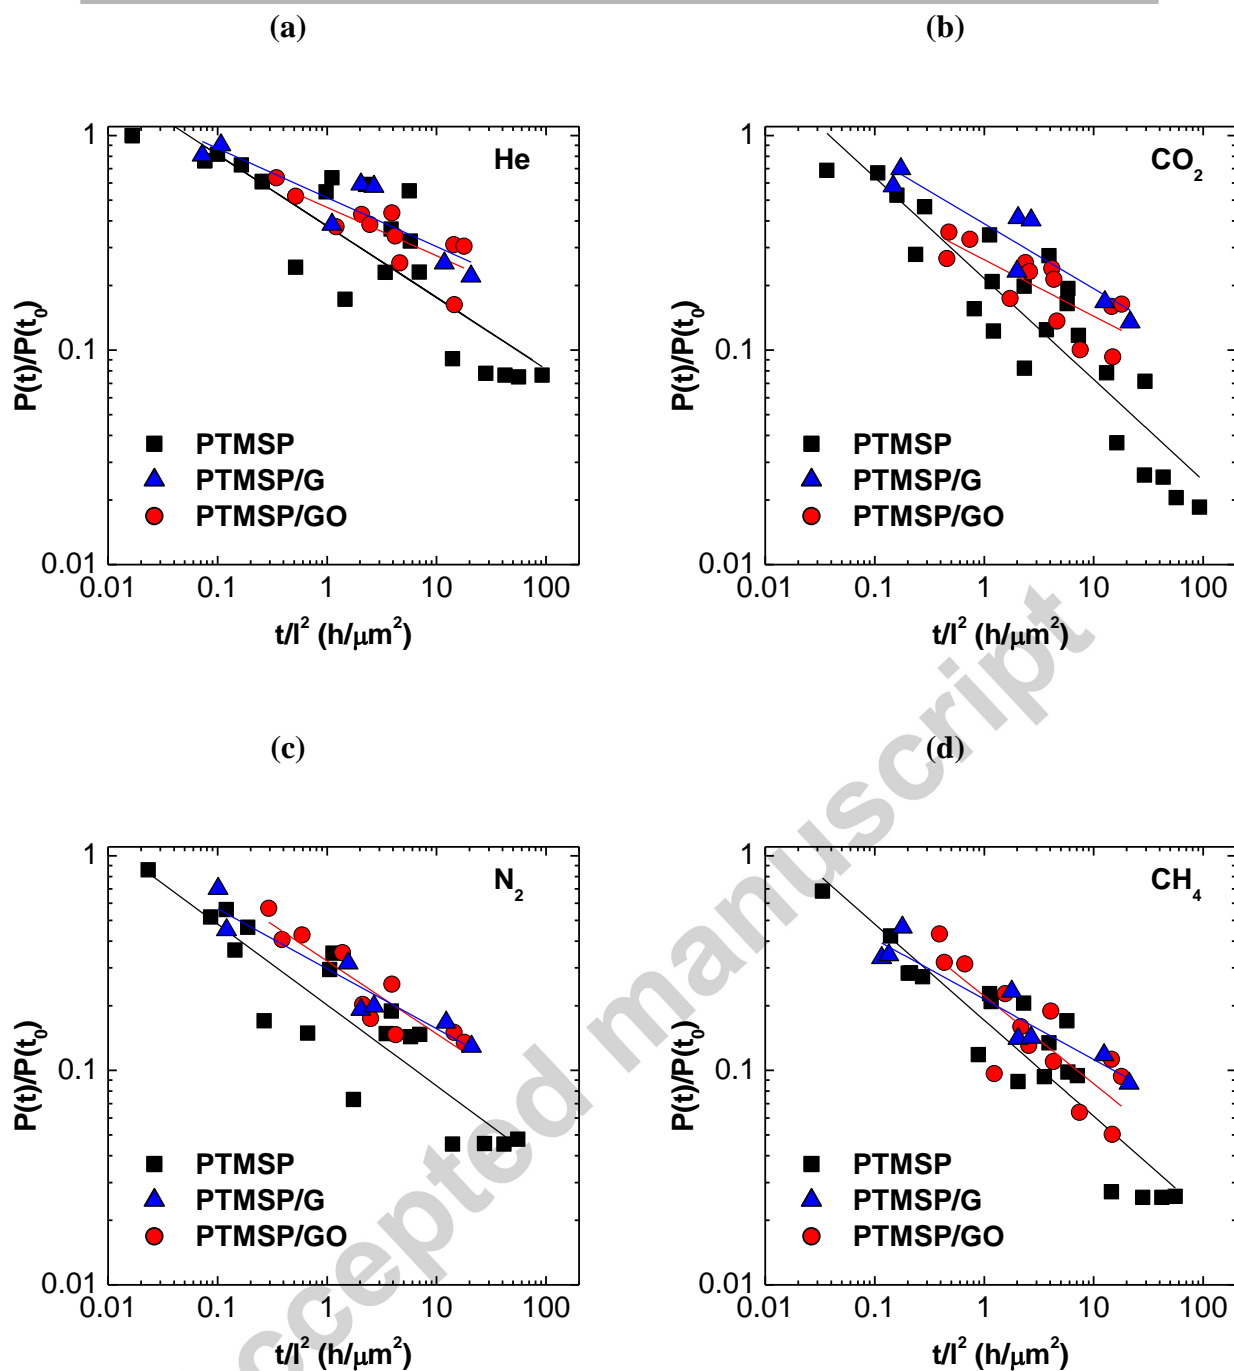 (a) (b)
1
He
0.1
P(t)/P(t₀)
PTMSP
PTMSP/G
PTMSP/GO
0.01
0.01 0.1 1 10 100
t/l² (h/μm²)
1
CO₂
0.1
P(t)/P(t₀)
PTMSP
PTMSP/G
PTMSP/GO
0.01
0.01 0.1 1 10 100
t/l² (h/μm²)
(c) (d)
1
N₂
0.1
P(t)/P(t₀)
PTMSP
PTMSP/G
PTMSP/GO
0.01
0.01 0.1 1 10 100
t/l² (h/μm²)
1
CH₄
0.1
P(t)/P(t₀)
PTMSP
PTMSP/G
PTMSP/GO
0.01
0.01 0.1 1 10 100
t/l² (h/μm²)
ccepted manuscript